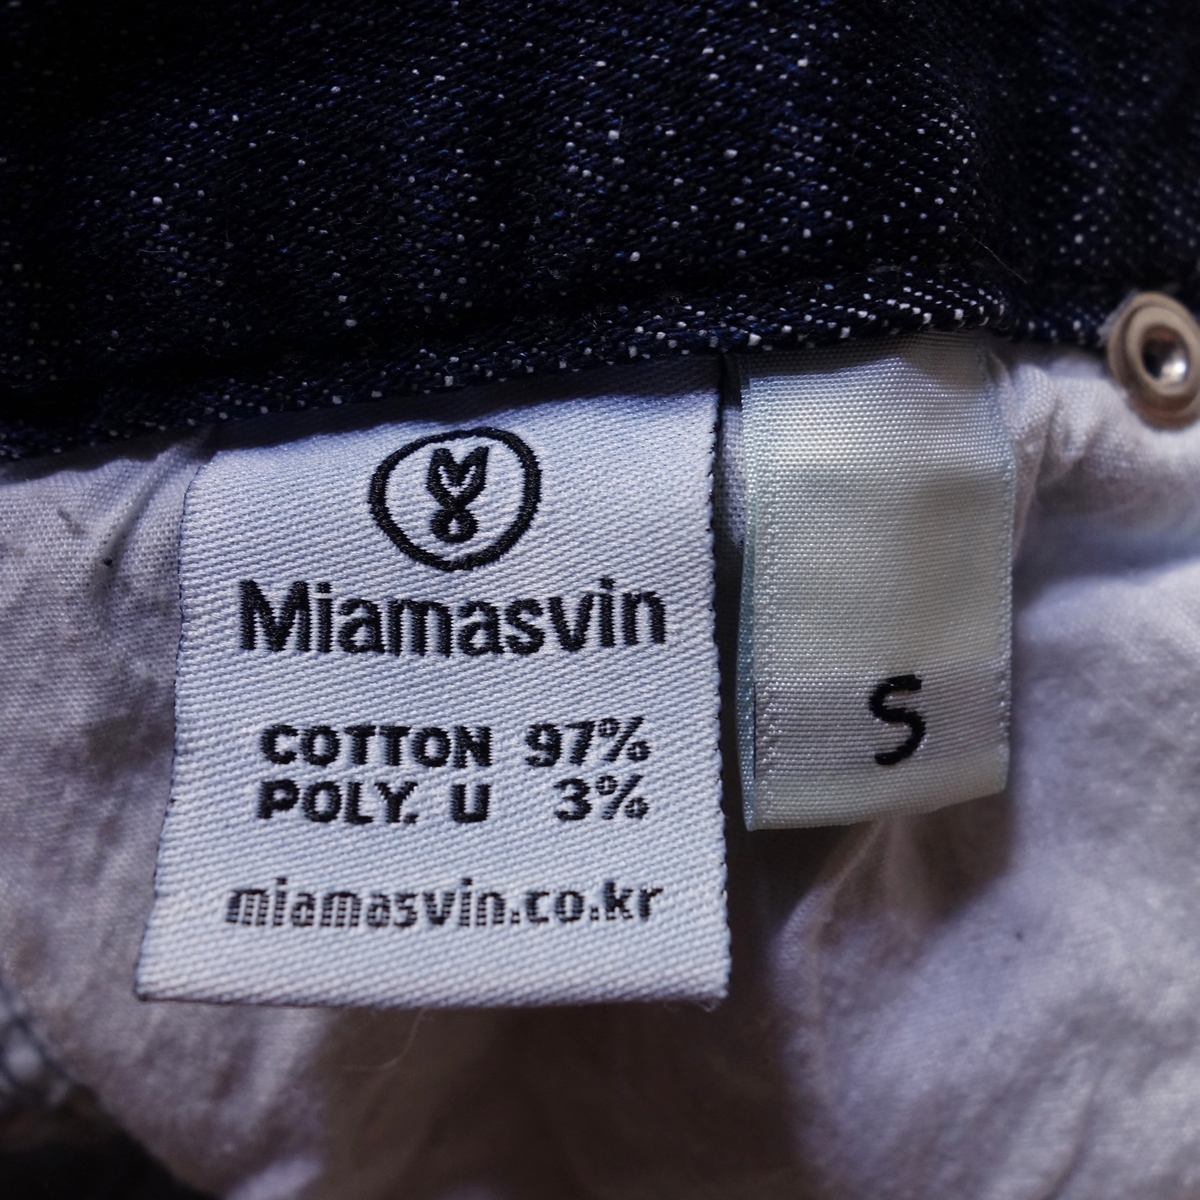 Miamasvin
COTTON 97%
POLY. U 3%
miamasvin.co.kr
S